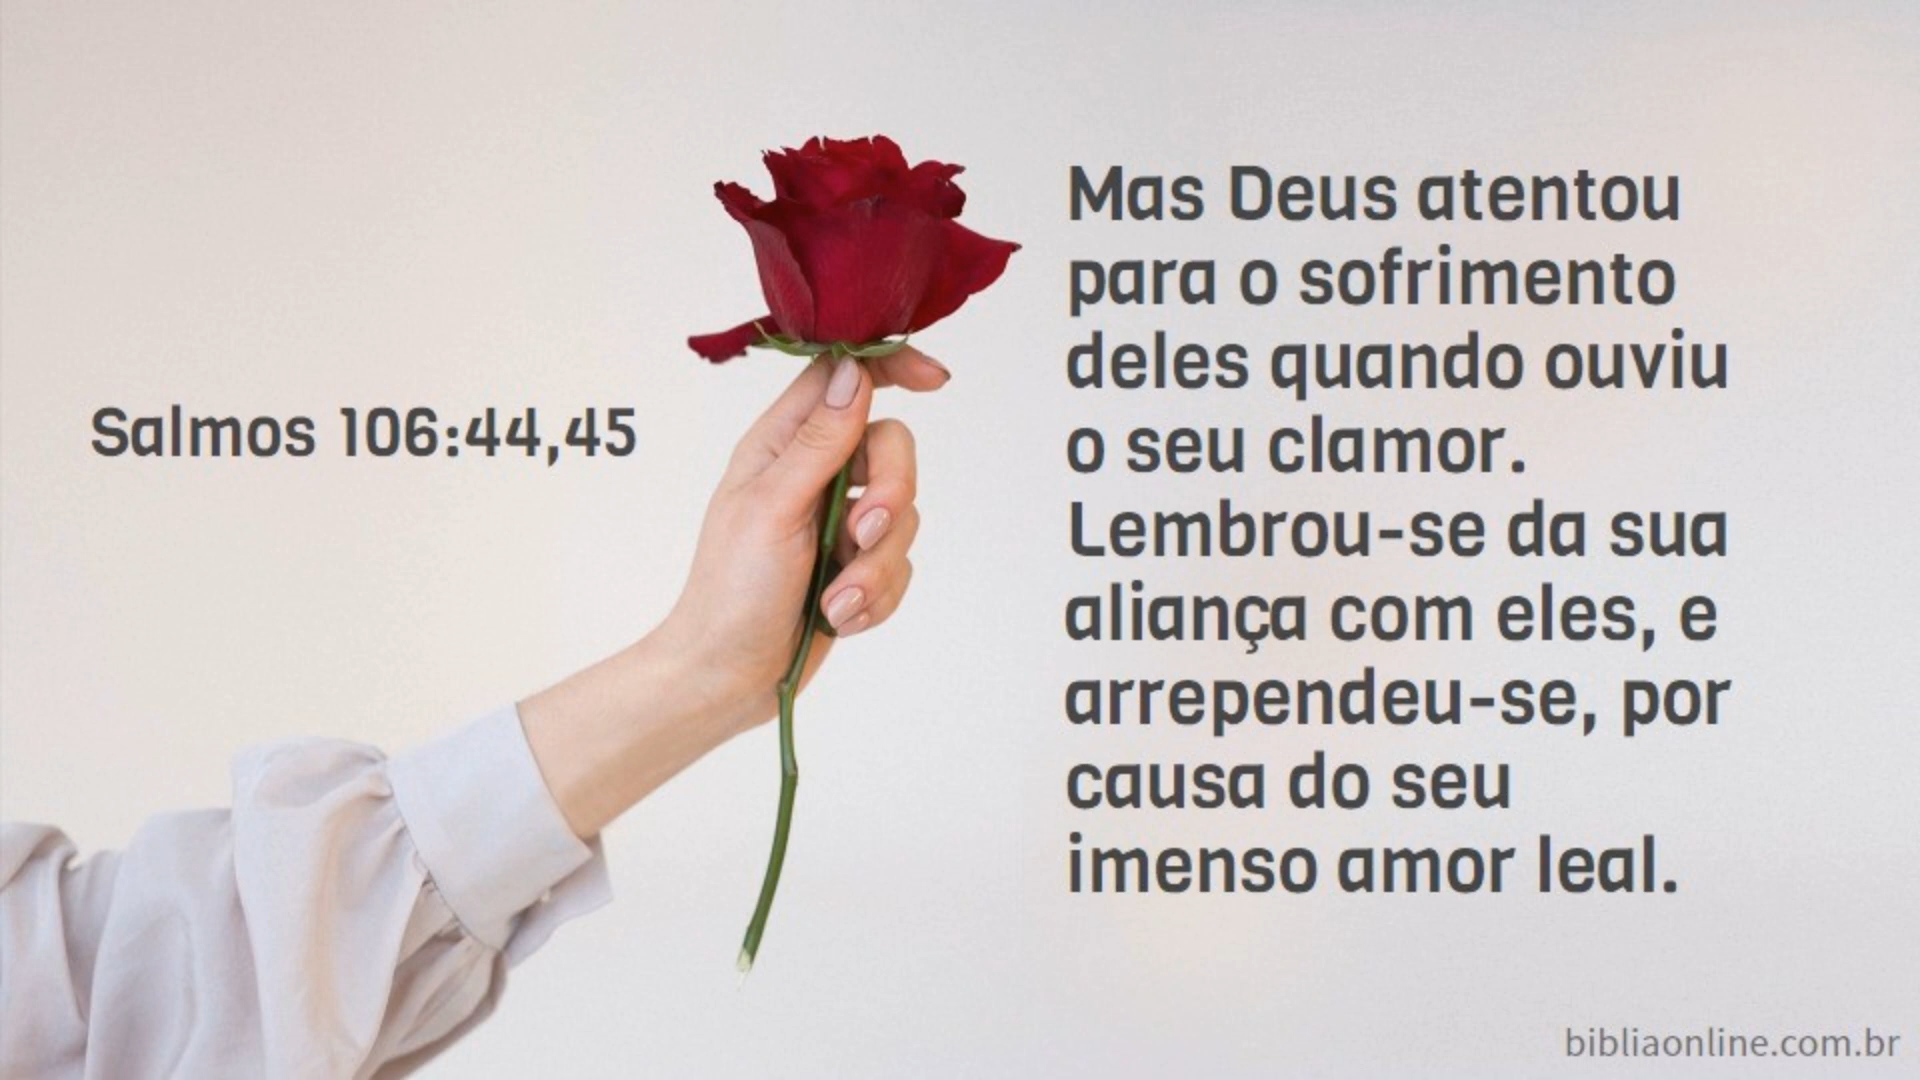 Salmos 106:44,45
Mas Deus atentou
para o sofrimento
deles quando ouviu
o seu clamor.
Lembrou-se da sua
aliança com eles, e
arrependeu-se, por
causa do seu
imenso amor leal.
bibliaonline.com.br